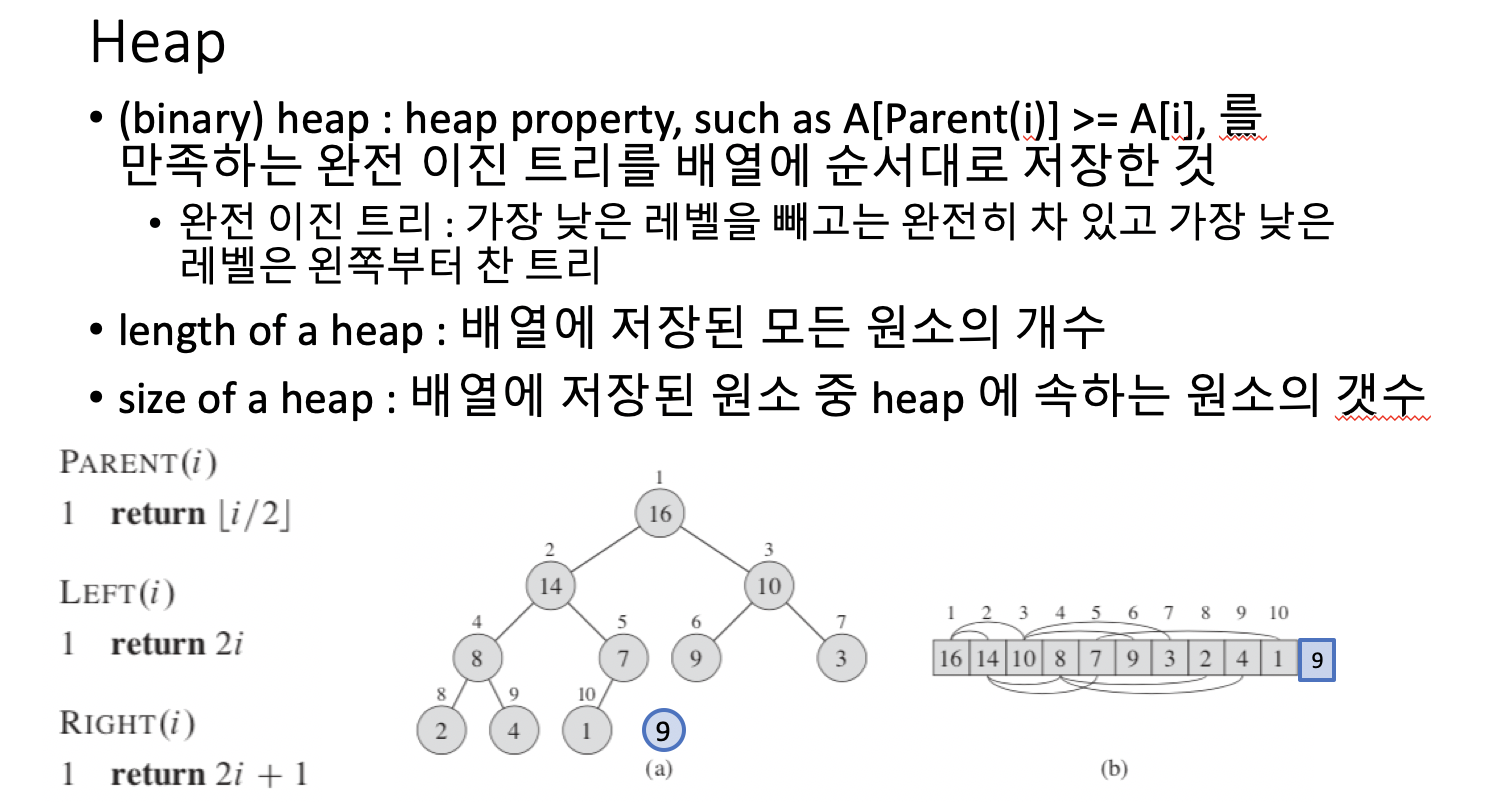 Heap
• (binary) heap : heap property, such as A[Parent(i)] >= A[i], 를
만족하는 완전 이진 트리를 배열에 순서대로 저장한 것
• 완전 이진 트리 : 가장 낮은 레벨을 빼고는 완전히 차 있고 가장 낮은
레벨은 왼쪽부터 찬 트리
• length of a heap : 배열에 저장된 모든 원소의 개수
• size of a heap : 배열에 저장된 원소 중 heap 에 속하는 원소의 갯수
PARENT(i)
1 return ⌊i/2⌋
LEFT(i)
1 return 2i
RIGHT(i)
1 return 2i + 1
1
16
2 3
14 10
4 5 6 7
8 7 9 3
8 9 10
2 4 1 9
(a)
1 2 3 4 5 6 7 8 9 10
16 14 10 8 7 9 3 2 4 1 9
(b)